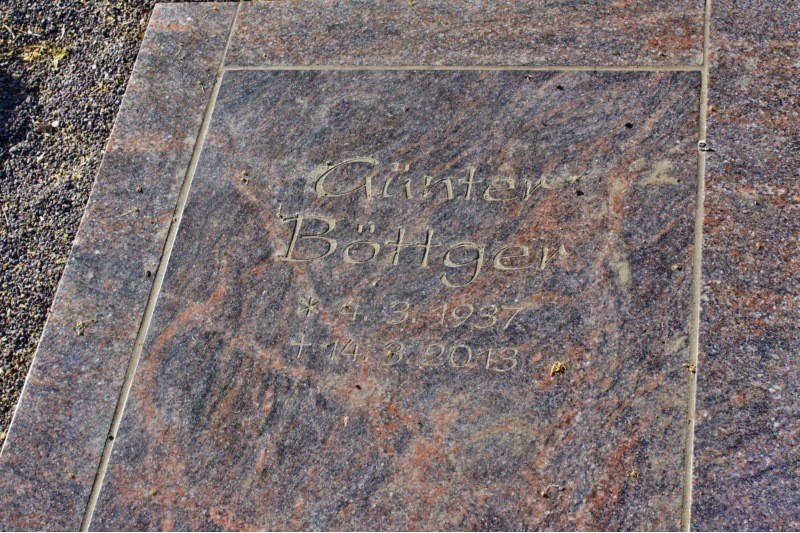 Günter
Böttger
* 4. 3. 1937
+ 14. 3. 2013